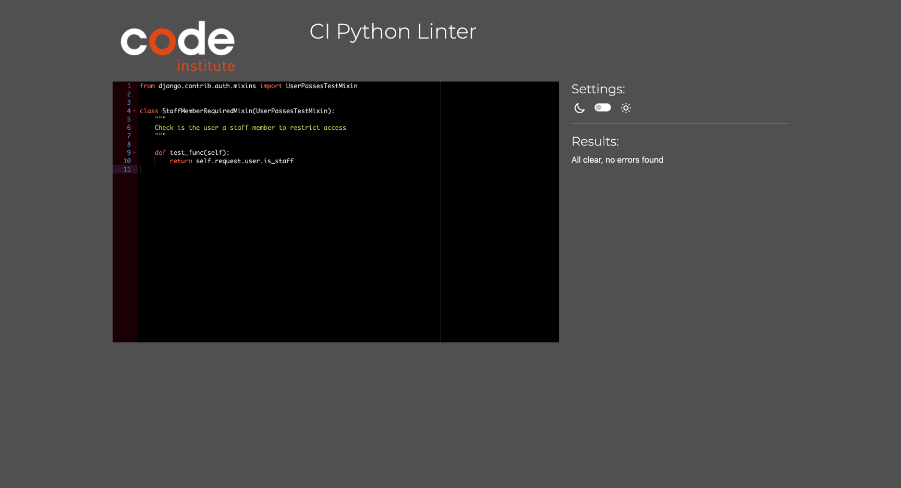 code
institute
CI Python Linter
1 from django.contrib.auth.mixins import UserPassesTestMixin
2
3
4 class StaffMemberRequiredMixin(UserPassesTestMixin):
5 """
6 Check is the user a staff member to restrict access
7 """
8
9 def test_func(self):
10 return self.request.user.is_staff
11
Settings:
Results:
All clear, no errors found